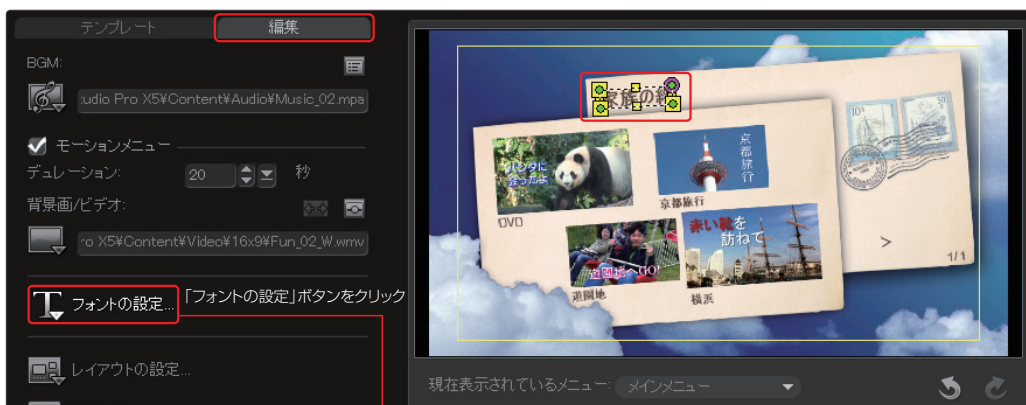 テンプレート
編集
BGM:
:udio Pro X5¥Content¥Audio¥Music_02.mpa
モーションメニュー
デュレーション:
20
秒
背景画/ビデオ:
ro X5¥Content¥Video¥16x9¥Fun_02_W.wmv
フォントの設定...
「フォントの設定」ボタンをクリック
レイアウトの設定...
家族の
パンダに
会ったよ
DVD
京都旅行
京都旅行
遊園地へGO!
遊園地
赤い靴を
訪ねて
横浜
>
1/1
現在表示されているメニュー:
メインメニュー